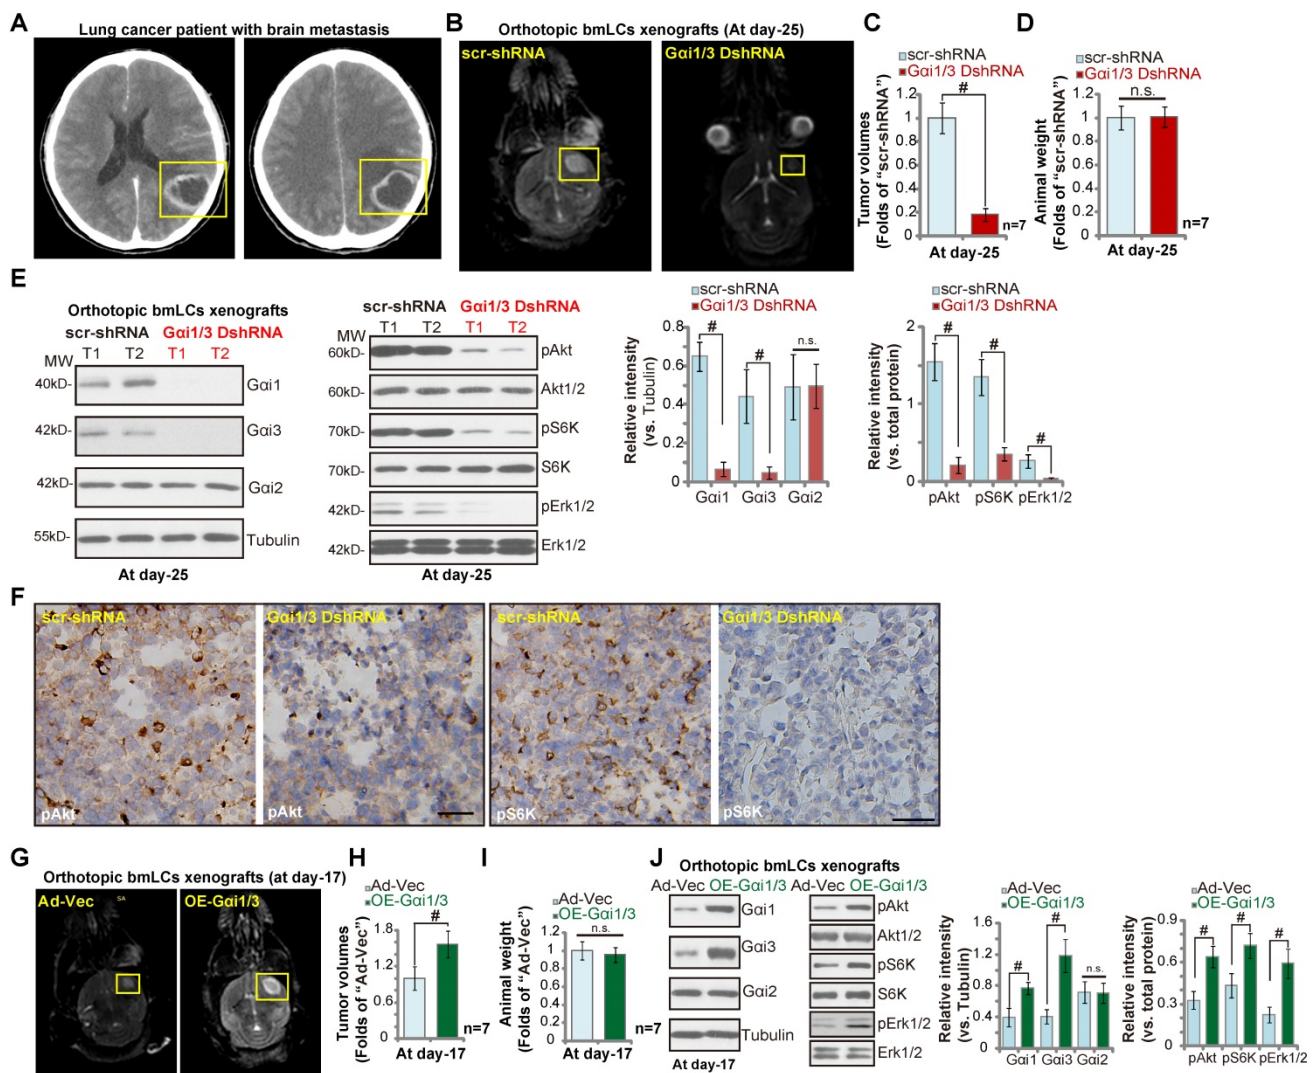 A
Lung cancer patient with brain metastasis
B
Orthotopic bmLCs xenografts (At day-25)
scr-shRNA
Gαi1/3 DshRNA
C
scr-shRNA
Gαi1/3 DshRNA
Tumor volumes
(Folds of “scr-shRNA”)
1.2
1
0.8
0.6
0.4
0.2
0
#
n=7
At day-25
D
scr-shRNA
Gαi1/3 DshRNA
Animal weight
(Folds of “scr-shRNA”)
1.2
1
0.8
0.6
0.4
0.2
0
n.s.
n=7
At day-25
E
Orthotopic bmLCs xenografts
scr-shRNA Gαi1/3 DshRNA
MW T1 T2 T1 T2
40kD- Gαi1
42kD- Gαi3
42kD- Gαi2
55kD- Tubulin
At day-25
scr-shRNA Gαi1/3 DshRNA
MW T1 T2 T1 T2
60kD- pAkt
60kD- Akt1/2
70kD- pS6K
70kD- S6K
42kD- pErk1/2
42kD- Erk1/2
At day-25
scr-shRNA
Gαi1/3 DshRNA
Relative intensity
(vs. Tubulin)
0.8
0.6
0.4
0.2
0
# # n.s.
Gαi1 Gαi3 Gαi2
scr-shRNA
Gαi1/3 DshRNA
Relative intensity
(vs. total protein)
2
1
0
# # #
pAkt pS6K pErk1/2
F
scr-shRNA
Gαi1/3 DshRNA
scr-shRNA
Gαi1/3 DshRNA
pAkt
pAkt
pS6K
pS6K
G
Orthotopic bmLCs xenografts (at day-17)
Ad-Vec
SA
OE-Gαi1/3
H
Ad-Vec
OE-Gαi1/3
Tumor volumes
(Folds of “Ad-Vec”)
1.8
1.2
0.6
0
#
n=7
At day-17
I
Ad-Vec
OE-Gαi1/3
Animal weight
(Folds of “Ad-Vec”)
1.2
1
0.8
0.6
0.4
0.2
0
n.s.
n=7
At day-17
J
Orthotopic bmLCs xenografts
Ad-Vec OE-Gαi1/3
Gαi1
Gαi3
Gαi2
Tubulin
At day-17
Ad-Vec OE-Gαi1/3
pAkt
Akt1/2
pS6K
S6K
pErk1/2
Erk1/2
Ad-Vec
OE-Gαi1/3
Relative intensity
(vs. Tubulin)
1.6
1.2
0.8
0.4
0
# # n.s.
Gαi1 Gαi3 Gαi2
Ad-Vec
OE-Gαi1/3
Relative intensity
(vs. total protein)
0.9
0.6
0.3
0
# # #
pAkt pS6K pErk1/2